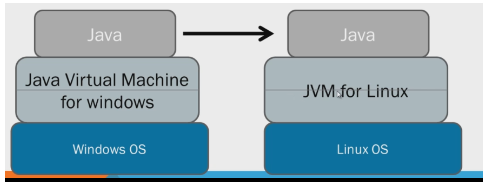 Java
Java
Java Virtual Machine
for windows
JVM for Linux
Windows OS
Linux OS